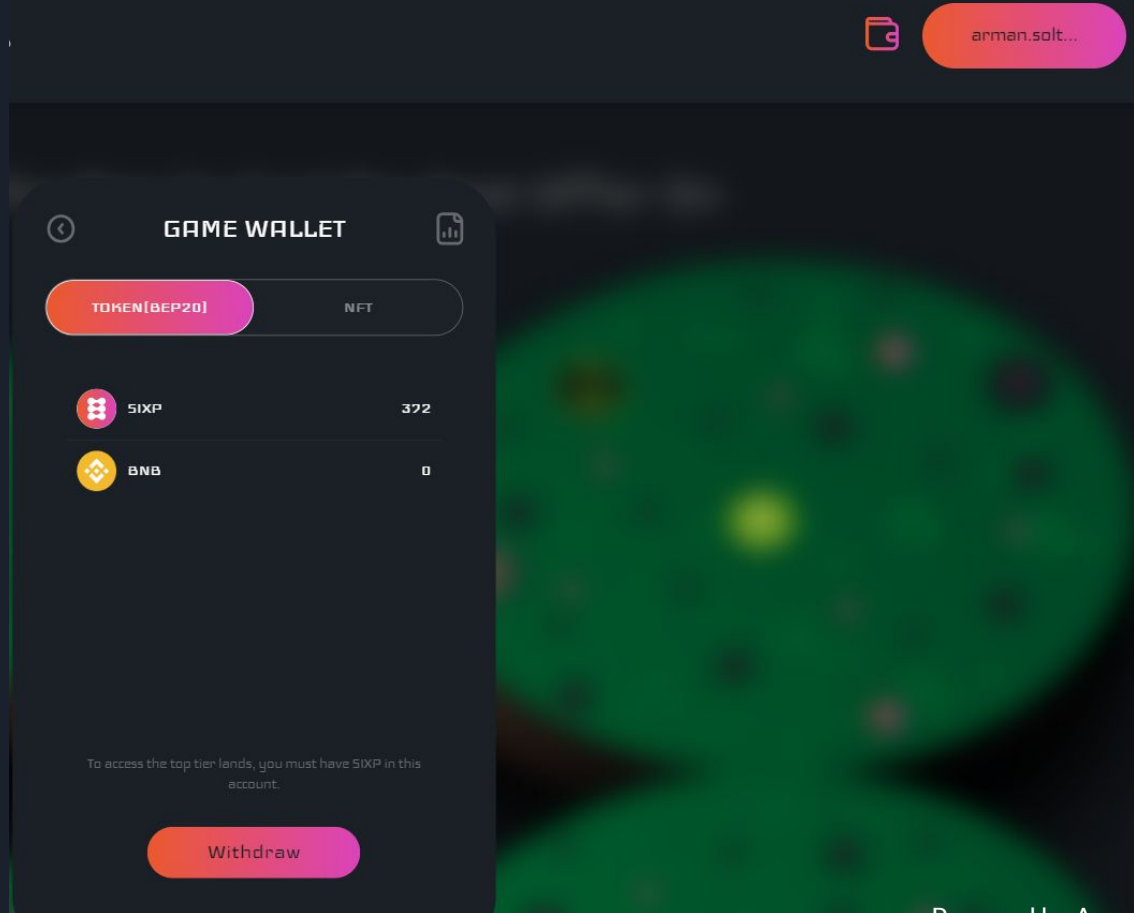 arman.solt...
GAME WALLET
TOKEN[BEP20]
NFT
SIXP 372
BNB 0
To access the top tier lands, you must have SIXP in this
account.
Withdraw